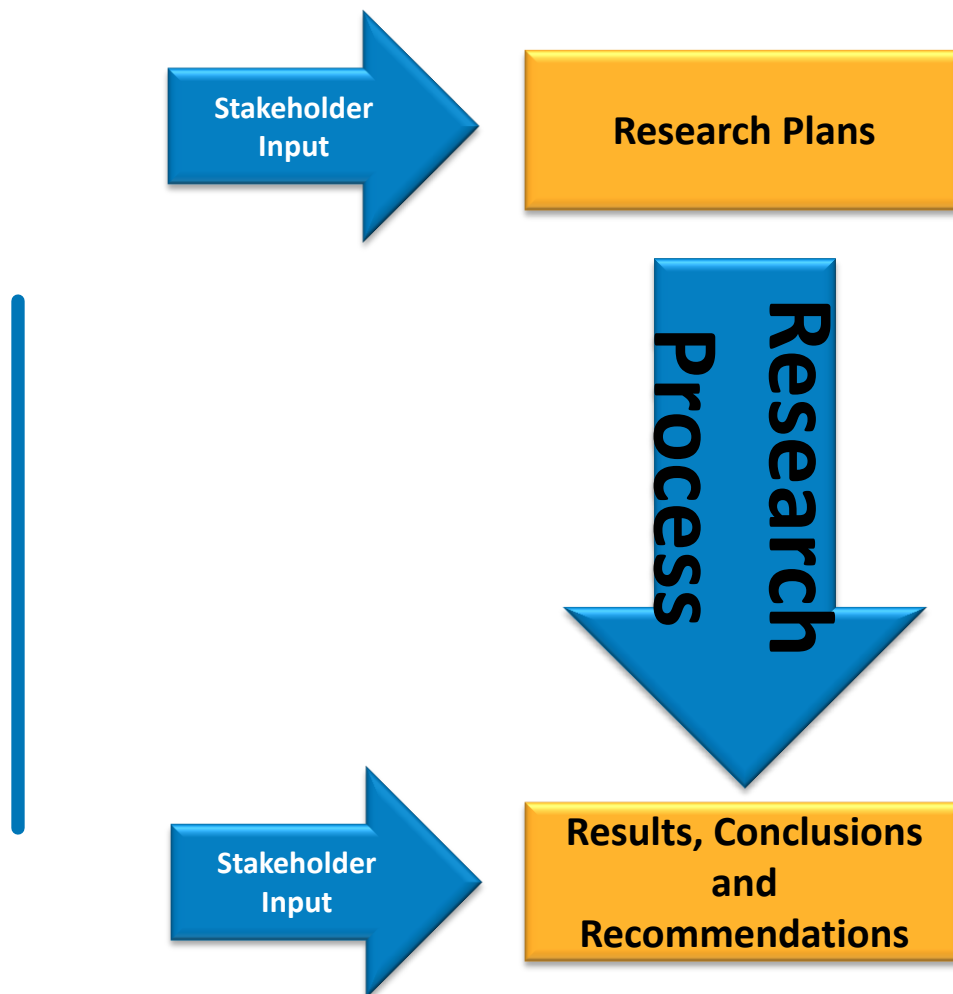 Stakeholder
Input
Research Plans
Research
Process
Stakeholder
Input
Results, Conclusions
and
Recommendations